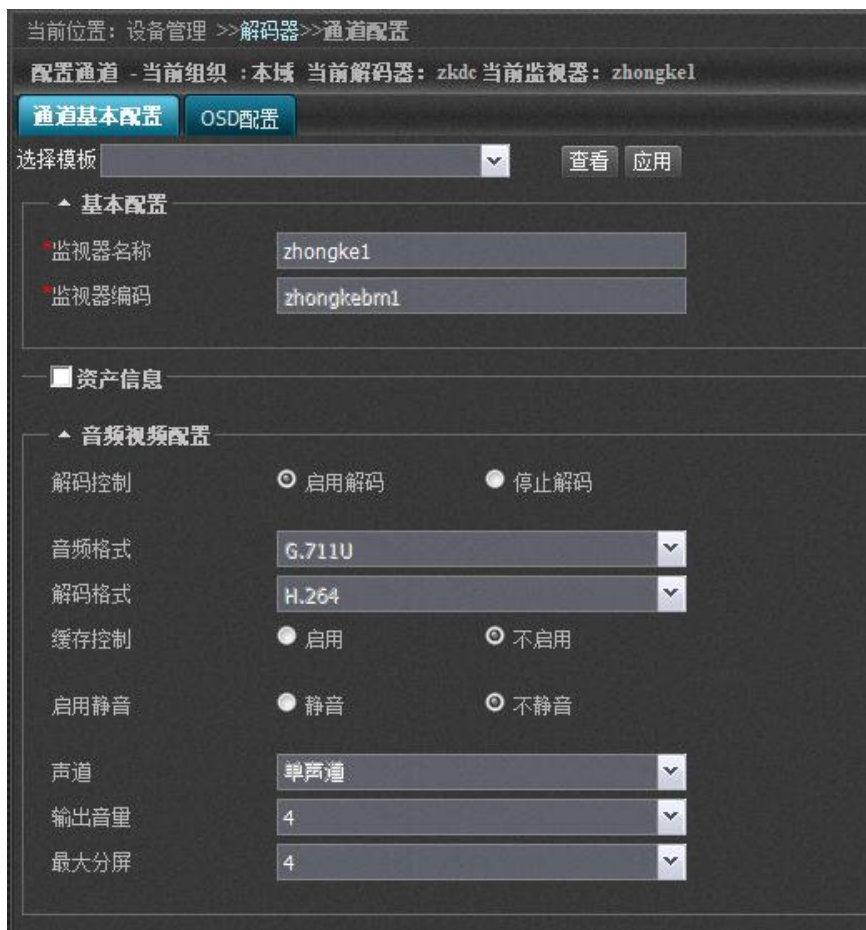 当前位置：设备管理 >>解码器>>通道配置
配置通道 -当前组织 :本域 当前解码器： zkdc 当前监视器： zhongke1
通道基本配置 OSD配置
选择模板 查看 应用
基本配置
*监视器名称 zhongke1
*监视器编码 zhongkebm1
资产信息
音频视频配置
解码控制 启用解码 停止解码
音频格式 G.711U
解码格式 H.264
缓存控制 启用 不启用
启用静音 静音 不静音
声道 单声道
输出音量 4
最大分屏 4